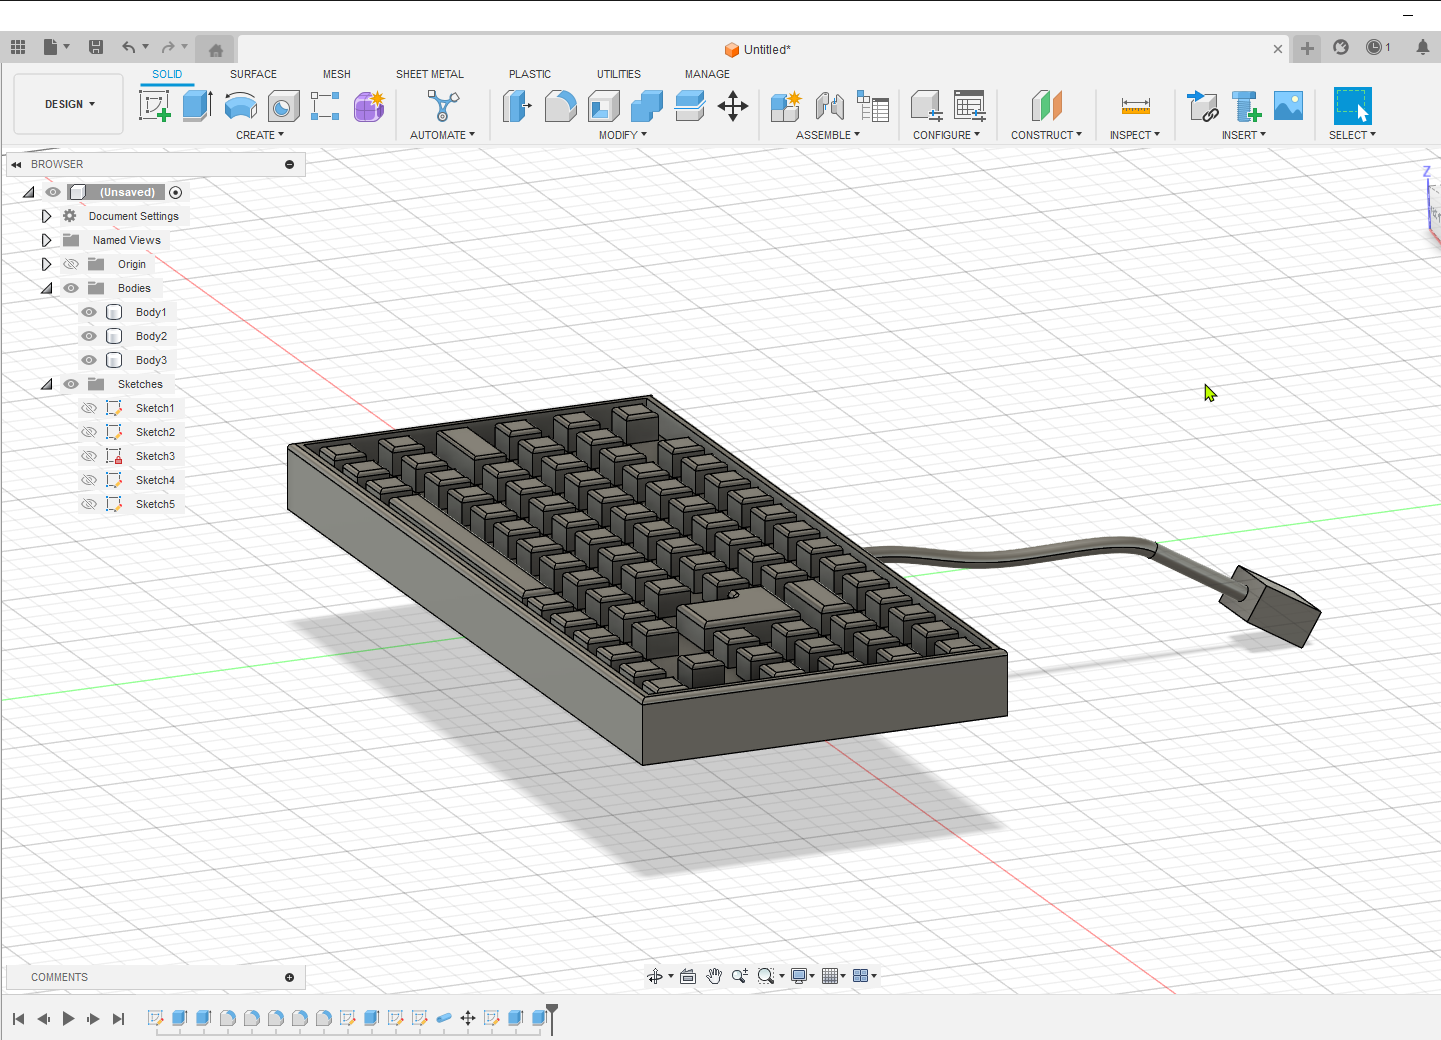 Untitled*
1
SOLID SURFACE MESH SHEET METAL PLASTIC UTILITIES MANAGE
DESIGN
CREATE AUTOMATE MODIFY ASSEMBLE CONFIGURE CONSTRUCT INSPECT INSERT SELECT
BROWSER
(Unsaved)
Document Settings
Named Views
Origin
Bodies
Body1
Body2
Body3
Sketches
Sketch1
Sketch2
Sketch3
Sketch4
Sketch5
Z
COMMENTS